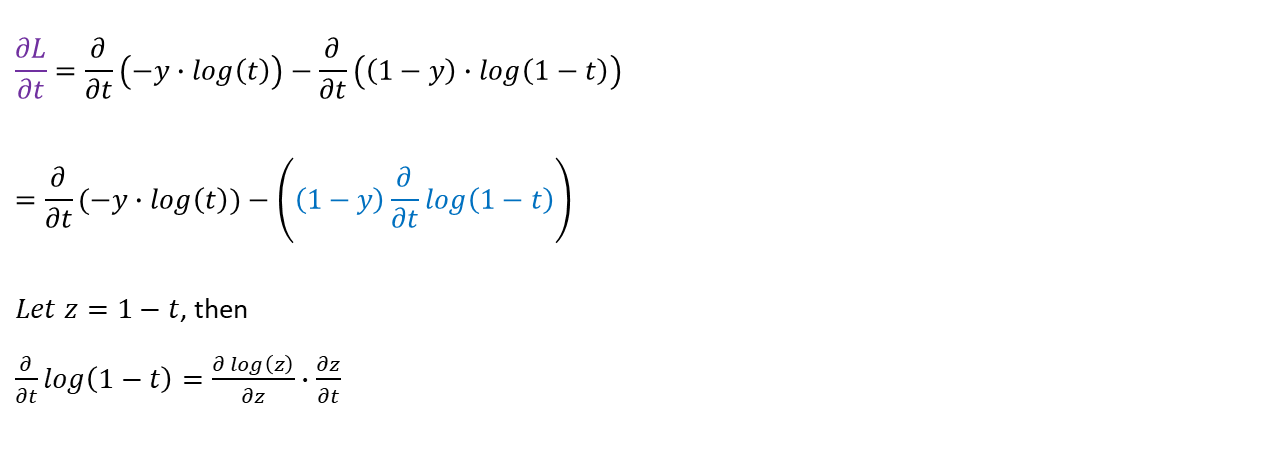 ∂L/∂t = ∂/∂t (−y · log(t)) − ∂/∂t ((1 − y) · log(1 − t))
= ∂/∂t (−y · log(t)) − ((1 − y) ∂/∂t log(1 − t))
Let z = 1 − t, then
∂/∂t log(1 − t) = ∂ log(z)/∂z · ∂z/∂t